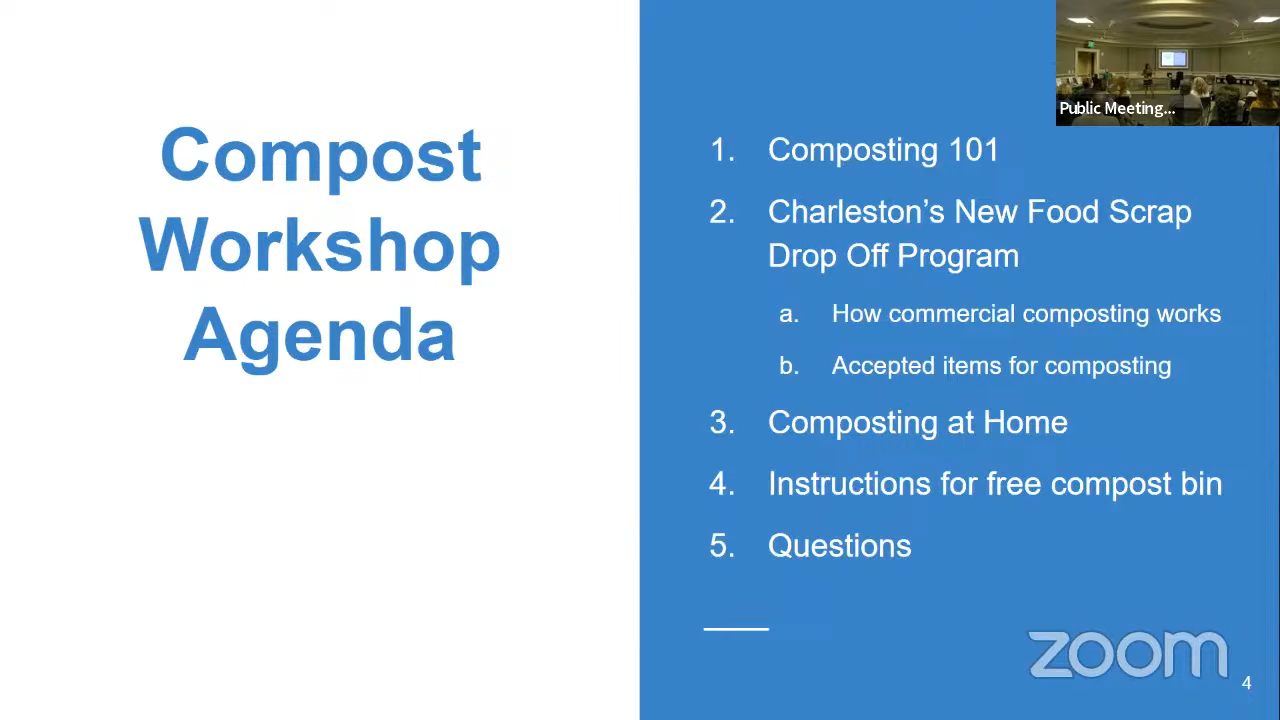 Compost
Workshop
Agenda
Public Meeting...
1. Composting 101
2. Charleston’s New Food Scrap
Drop Off Program
a. How commercial composting works
b. Accepted items for composting
3. Composting at Home
4. Instructions for free compost bin
5. Questions
zoom
4